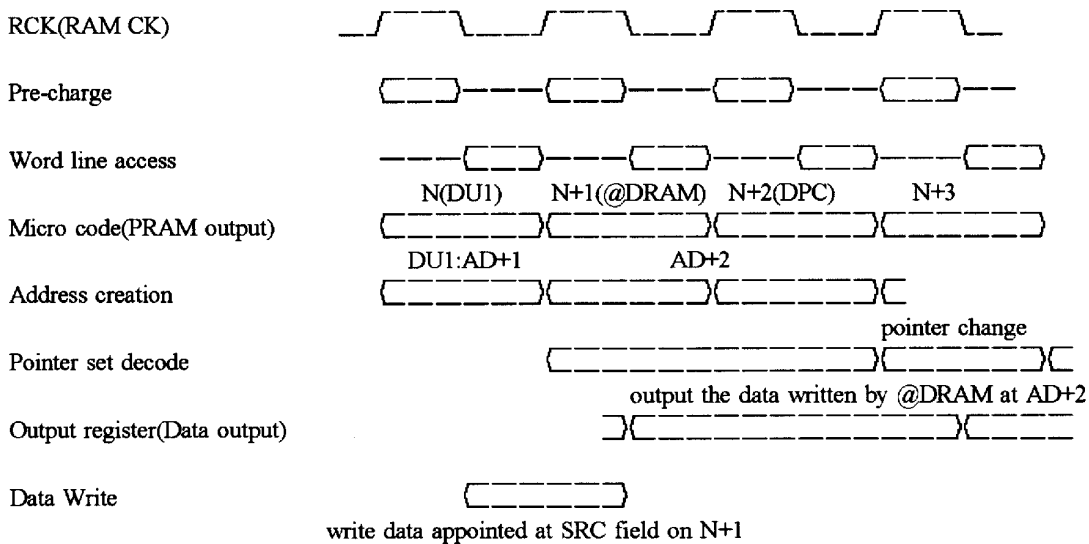 RCK(RAM CK)
Pre-charge
Word line access
N(DU1) N+1(@DRAM) N+2(DPC) N+3
Micro code(PRAM output)
DU1:AD+1 AD+2
Address creation
pointer change
Pointer set decode
output the data written by @DRAM at AD+2
Output register(Data output)
Data Write
write data appointed at SRC field on N+1